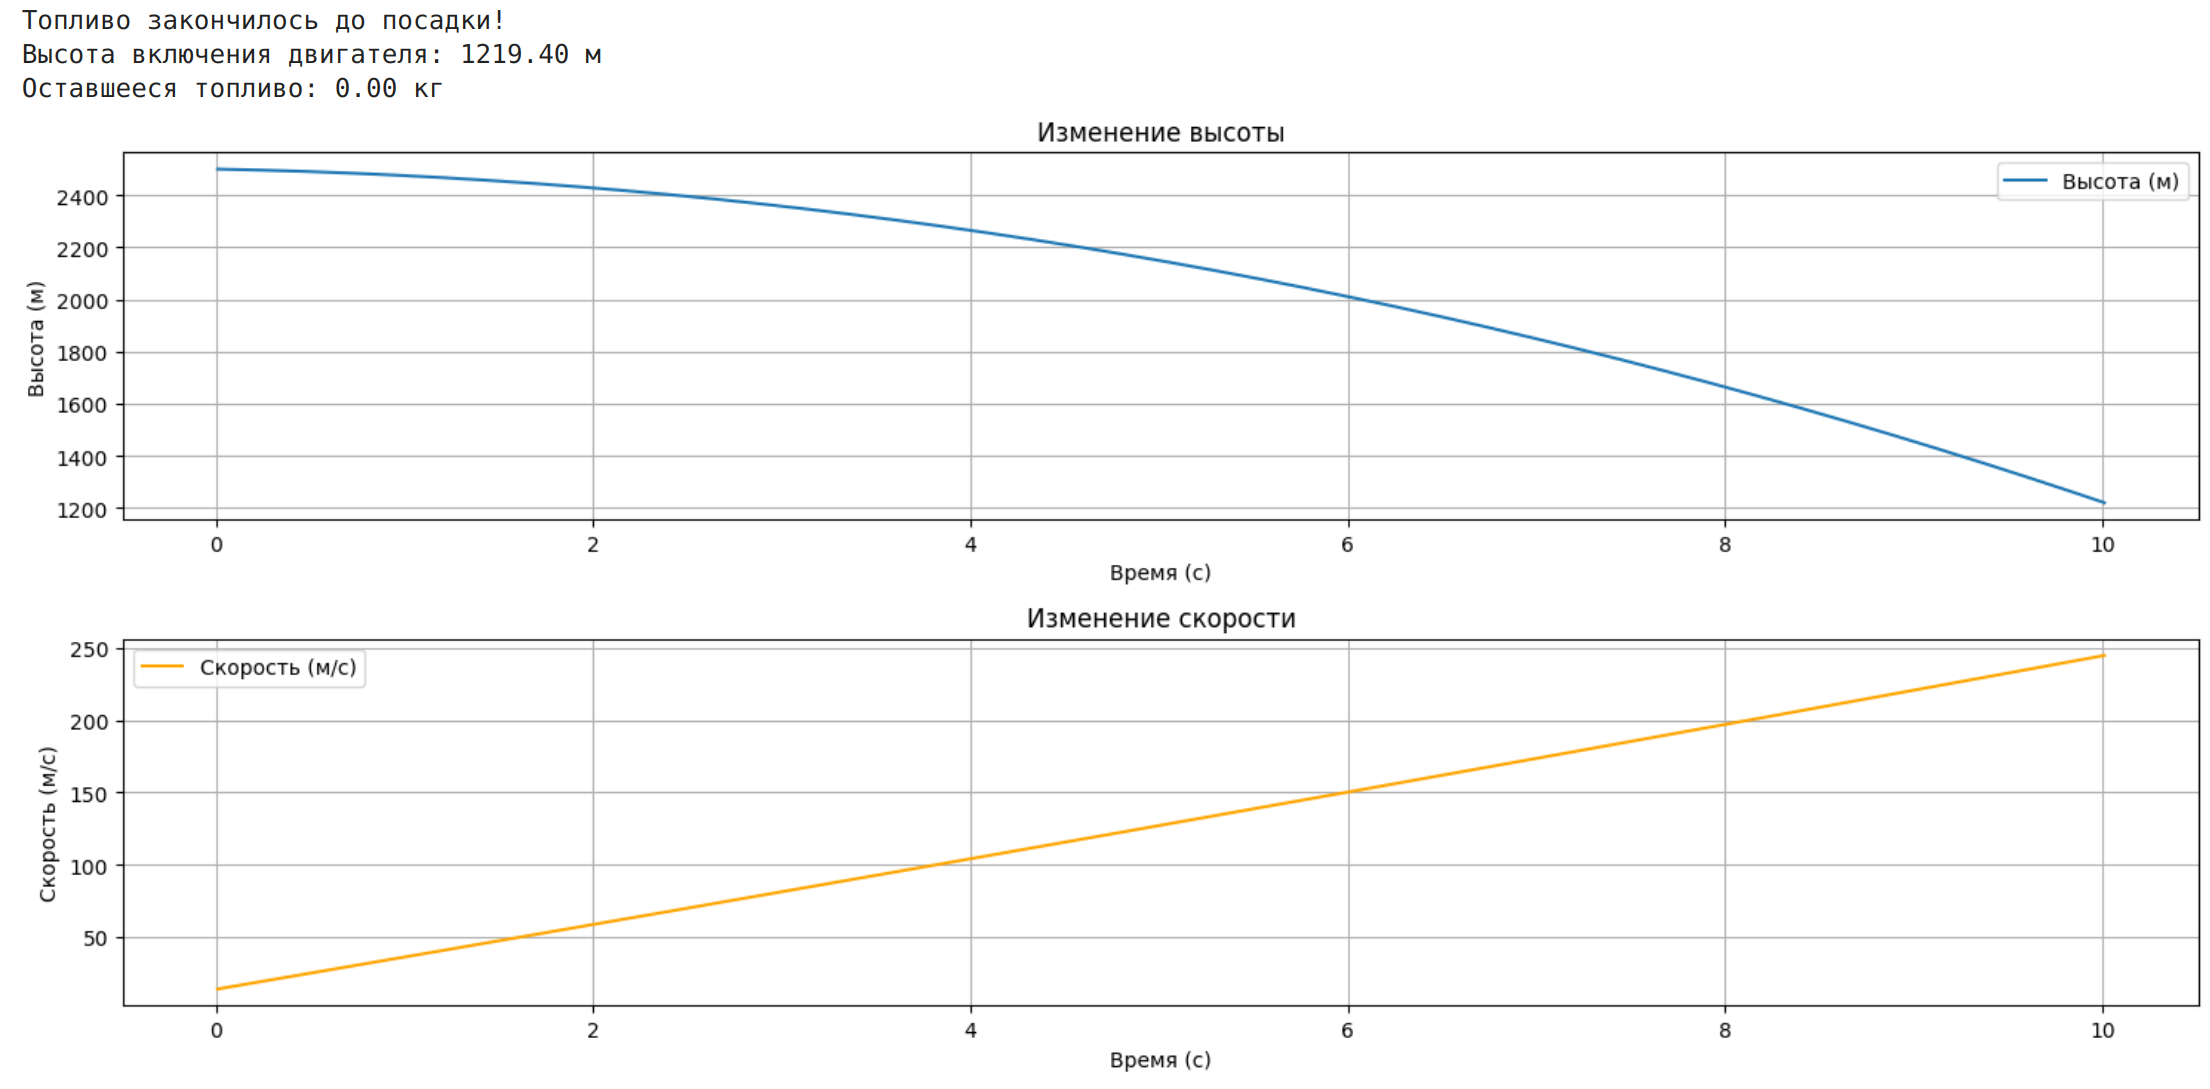 Топливо закончилось до посадки!
Высота включения двигателя: 1219.40 м
Оставшееся топливо: 0.00 кг
Изменение высоты
Высота (м)
2400
2200
2000
1800
1600
1400
1200
Высота (м)
0 2 4 6 8 10
Время (с)
Изменение скорости
Скорость (м/с)
250
200
150
100
50
Скорость (м/с)
0 2 4 6 8 10
Время (с)